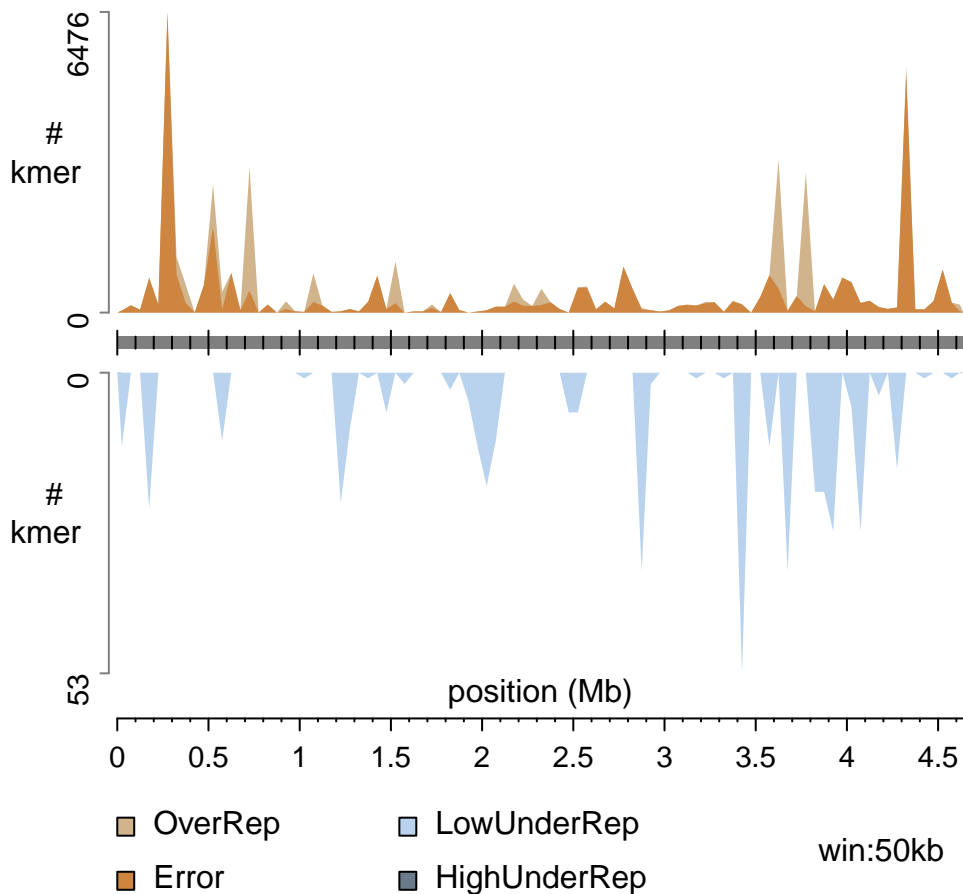 6476
#
kmer
0
0
#
kmer
53
position (Mb)
0 0.5 1 1.5 2 2.5 3 3.5 4 4.5
OverRep LowUnderRep
Error HighUnderRep
win:50kb